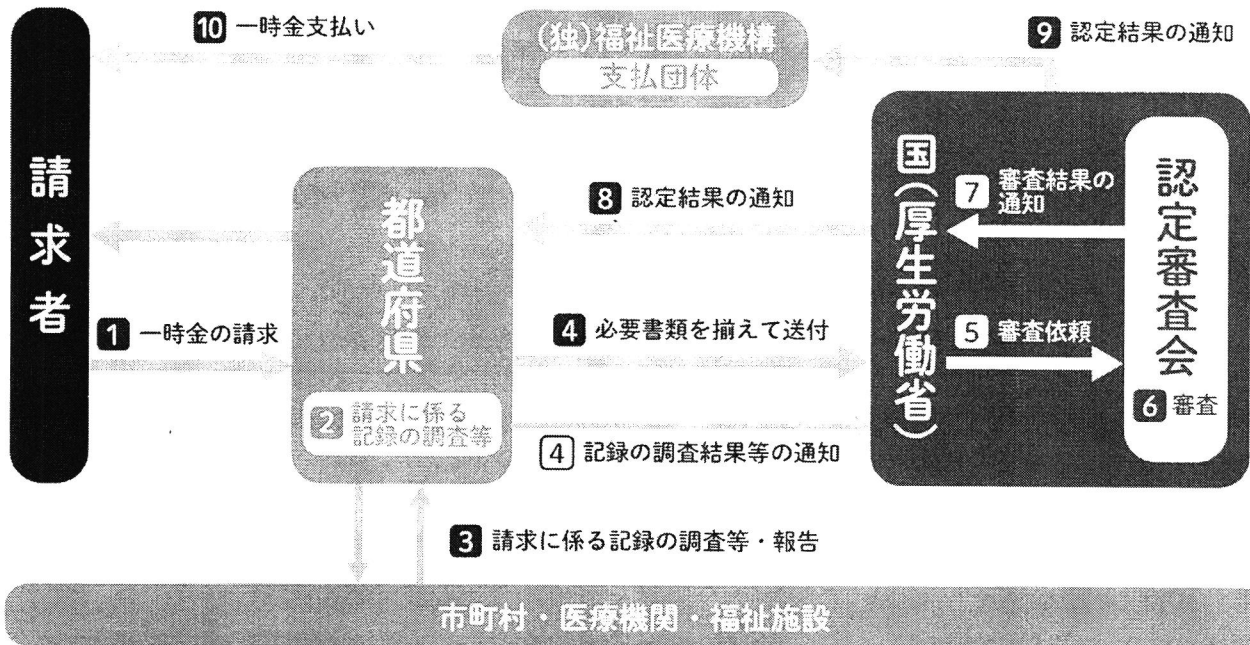 10 一時金支払い
(独)福祉医療機構
支払団体
9 認定結果の通知
請求者
都道府県
8 認定結果の通知
国(厚生労働省)
7 審査結果の
通知
認定審査会
1 一時金の請求
4 必要書類を揃えて送付
5 審査依頼
6 審査
2 請求に係る
記録の調査等
4 記録の調査結果等の通知
3 請求に係る記録の調査等・報告
市町村・医療機関・福祉施設